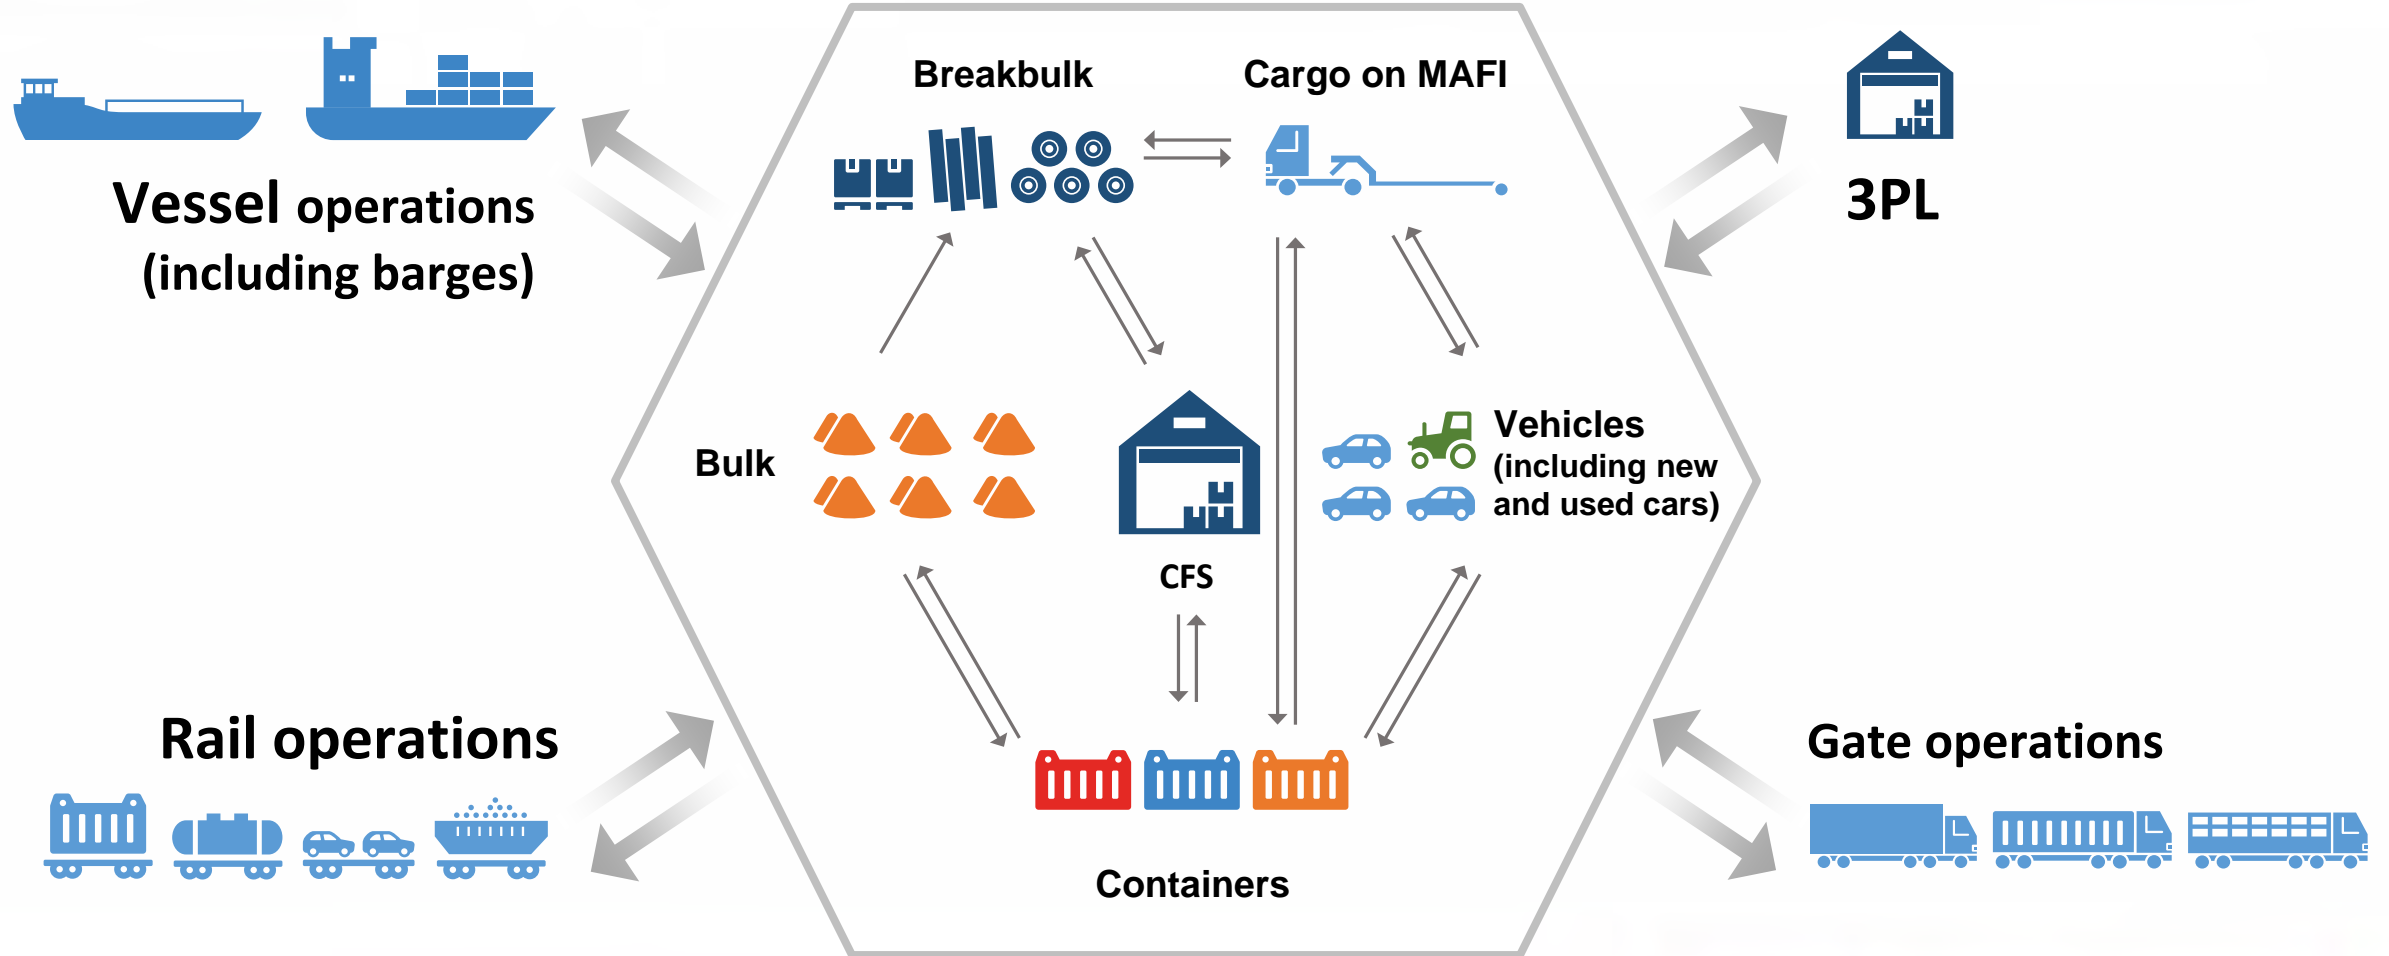 Breakbulk
Cargo on MAFI
Vessel operations
(including barges)
3PL
Bulk
Vehicles
(including new
and used cars)
CFS
Rail operations
Gate operations
Containers